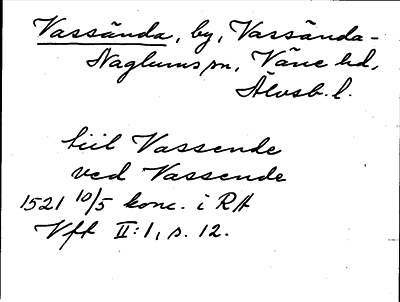 Vassända, by, Vassända-
Naglums sn, Väne hd,
Älvsb. l.
tiil Vassende
ved Vassende
1521 10/5 konc. i RA
Vft II:1, s. 12.